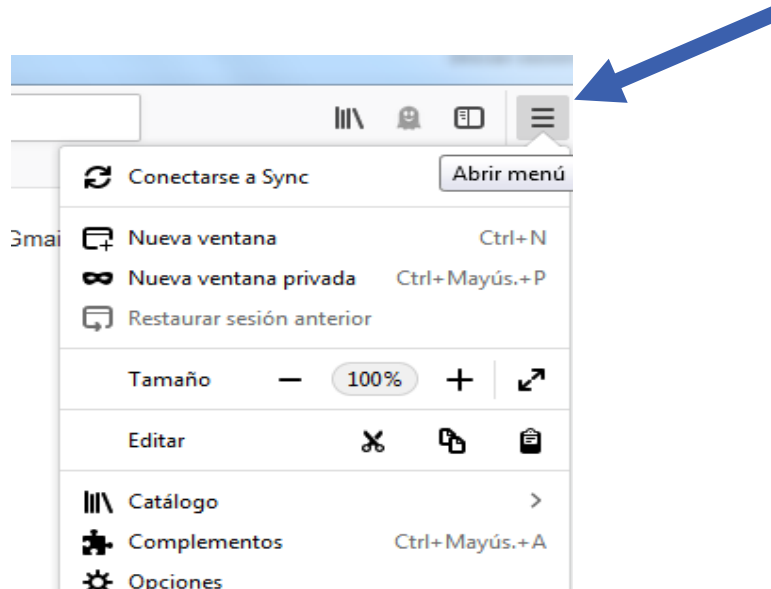 Conectarse a Sync
Abrir menú
Gmai
Nueva ventana Ctrl+N
Nueva ventana privada Ctrl+Mayús.+P
Restaurar sesión anterior
Tamaño 100%
Editar
Catálogo
Complementos Ctrl+Mayús.+A
Opciones